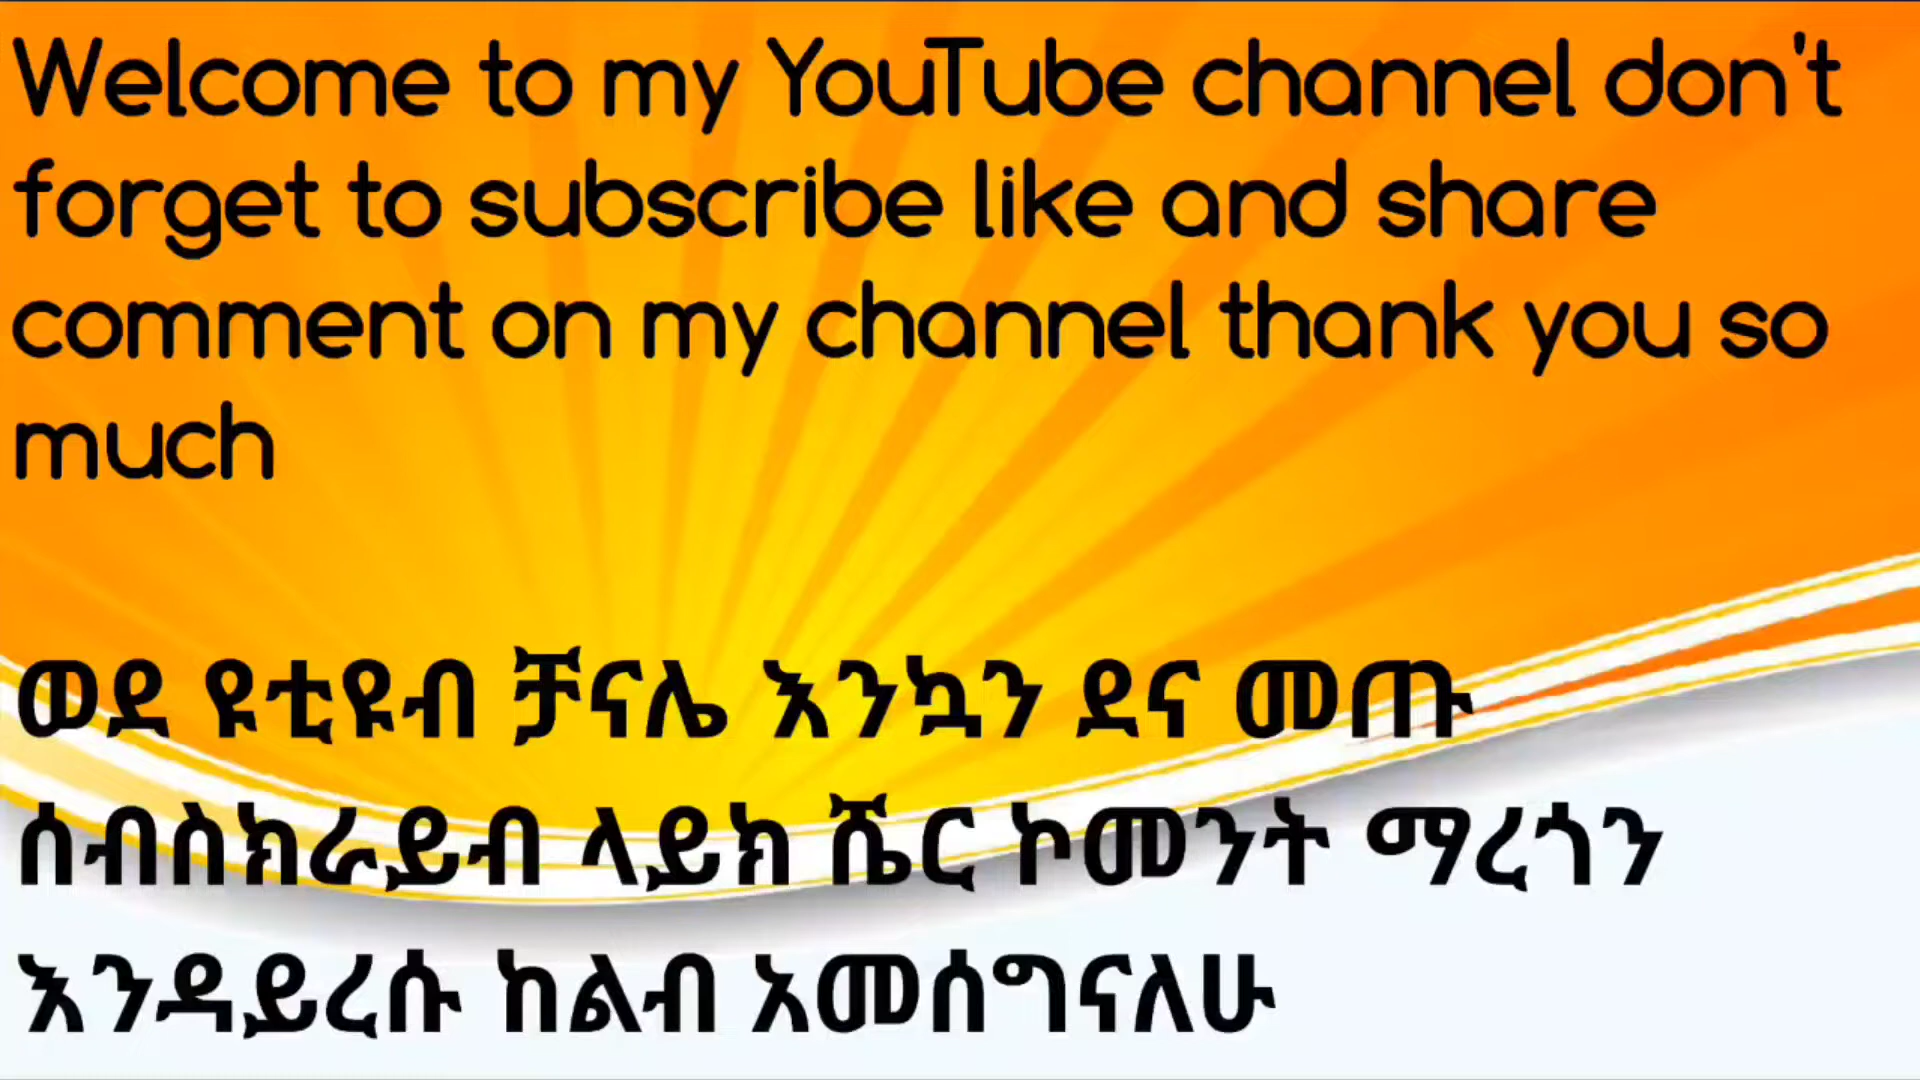 Welcome to my YouTube channel don't
forget to subscribe like and share
comment on my channel thank you so
much
ወደ ዩቲዩብ ቻናሌ እንኳን ደና መጡ
ሰብስክራይብ ላይክ ሼር ኮመንት ማረጎን
እንዳይረሱ ከልብ አመሰግናለሁ